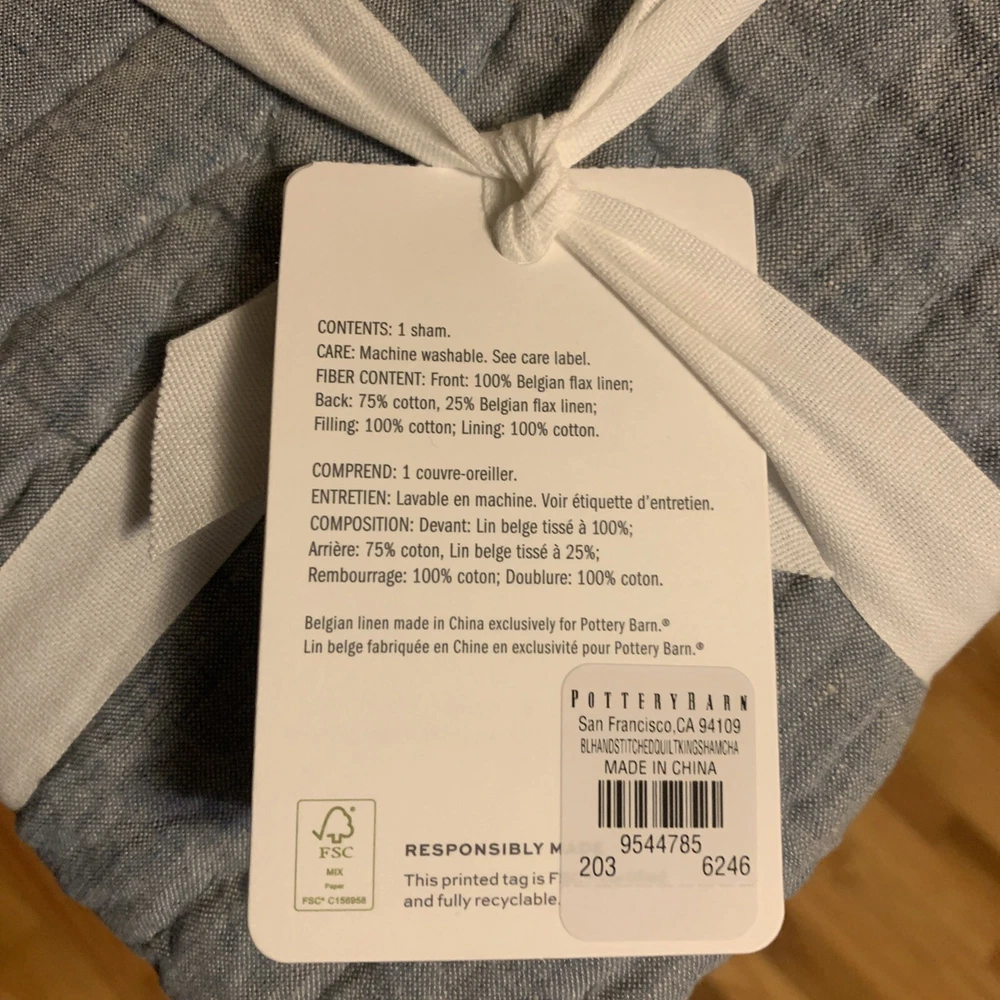 CONTENTS: 1 sham.
CARE: Machine washable. See care label.
FIBER CONTENT: Front: 100% Belgian flax linen;
Back: 75% cotton, 25% Belgian flax linen;
Filling: 100% cotton; Lining: 100% cotton.
COMPREND: 1 couvre-oreiller.
ENTRETIEN: Lavable en machine. Voir étiquette d'entretien.
COMPOSITION: Devant: Lin belge tissé à 100%;
Arrière: 75% coton, Lin belge tissé à 25%;
Rembourrage: 100% coton; Doublure: 100% coton.
Belgian linen made in China exclusively for Pottery Barn.®
Lin belge fabriquée en Chine en exclusivité pour Pottery Barn.®
POTTERY BARN
San Francisco,CA 94109
BLHANDSTITCHEDQUILTKINGSHAMCHA
MADE IN CHINA
9544785
203 6246
FSC
MIX
Paper
FSC® C156958
RESPONSIBLY MADE
This printed tag is F
and fully recyclable.